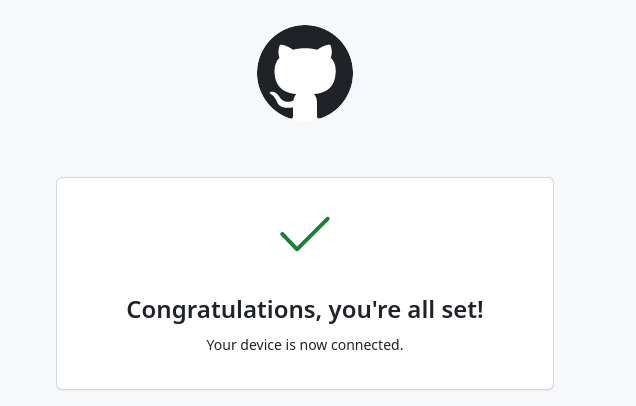 Congratulations, you're all set!
Your device is now connected.